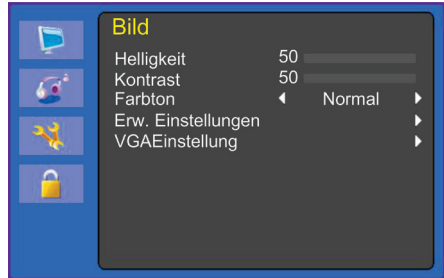 Bild
Helligkeit 50
Kontrast 50
Farbton Normal
Erw. Einstellungen
VGAEinstellung